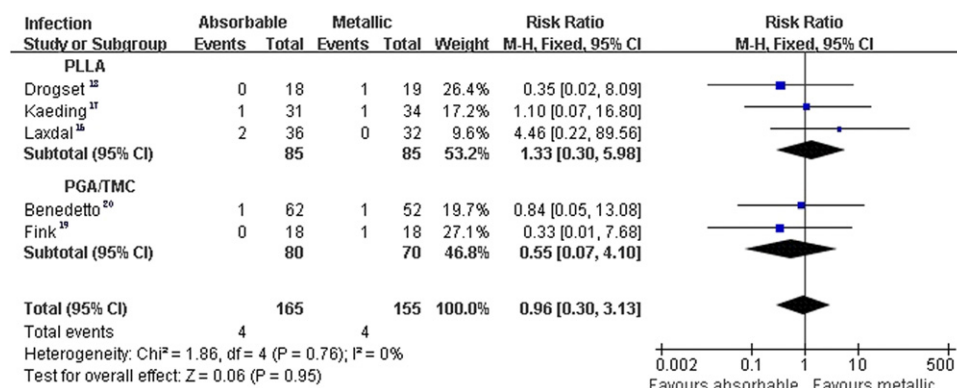 Infection Absorbable Metallic Risk Ratio Risk Ratio
Study or Subgroup Events Total Events Total Weight M-H, Fixed, 95% CI M-H, Fixed, 95% CI
PLLA
Drogset 18 0 18 1 19 26.4% 0.35 [0.02, 8.09]
Kaeding 17 1 31 1 34 17.2% 1.10 [0.07, 16.80]
Laxdal 16 2 36 0 32 9.6% 4.46 [0.22, 89.56]
Subtotal (95% CI) 85 85 53.2% 1.33 [0.30, 5.98]
PGA/TMC
Benedetto 20 1 62 1 52 19.7% 0.84 [0.05, 13.08]
Fink 19 0 18 1 18 27.1% 0.33 [0.01, 7.68]
Subtotal (95% CI) 80 70 46.8% 0.55 [0.07, 4.10]
Total (95% CI) 165 155 100.0% 0.96 [0.30, 3.13]
Total events 4 4
Heterogeneity: Chi² = 1.86, df = 4 (P = 0.76); I² = 0%
Test for overall effect: Z = 0.06 (P = 0.95)
0.002 0.1 1 10 500
Favours absorbable Favours metallic